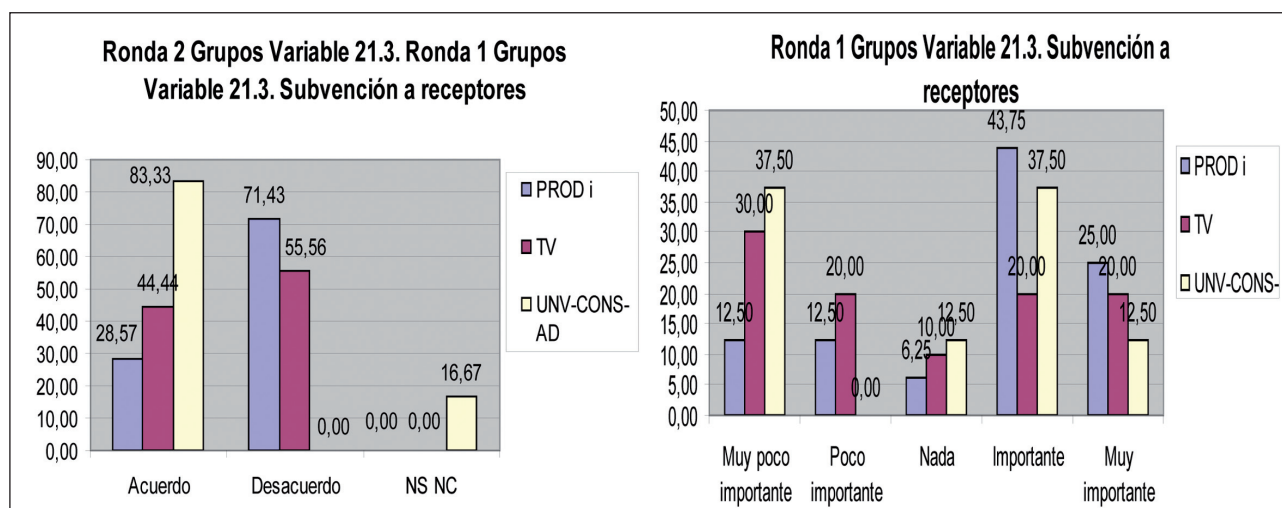 Ronda 2 Grupos Variable 21.3. Ronda 1 Grupos
Variable 21.3. Subvención a receptores
90,00
80,00
70,00
60,00
50,00
40,00
30,00
20,00
10,00
0,00
28,57
44,44
83,33
71,43
55,56
0,00
0,00
0,00
16,67
Acuerdo
Desacuerdo
NS NC
PROD i
TV
UNV-CONS-
AD
Ronda 1 Grupos Variable 21.3. Subvención a
receptores
50,00
45,00
40,00
35,00
30,00
25,00
20,00
15,00
10,00
5,00
0,00
12,50
30,00
37,50
12,50
20,00
0,00
6,25
10,00
12,50
43,75
20,00
37,50
25,00
20,00
12,50
Muy poco
importante
Poco
importante
Nada
Importante
Muy
importante
PROD i
TV
UNV-CONS-